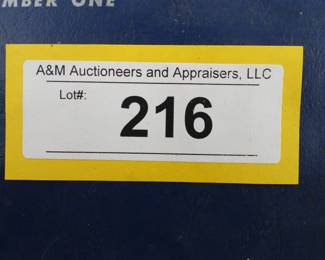 MBER ONE
A&M Auctioneers and Appraisers, LLC
Lot#:
216